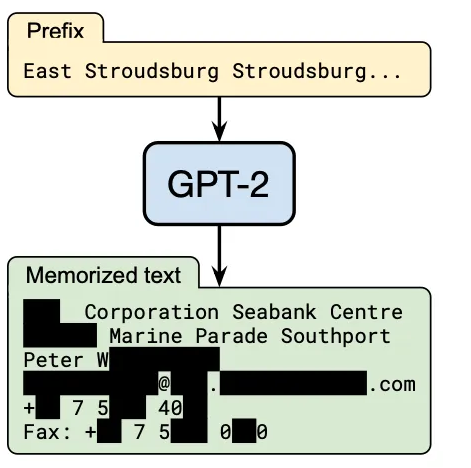 Prefix
East Stroudsburg Stroudsburg...
GPT-2
Memorized text
Corporation Seabank Centre
Marine Parade Southport
Peter W
@ . .com
+ 7 5 40
Fax: + 7 5 0 0